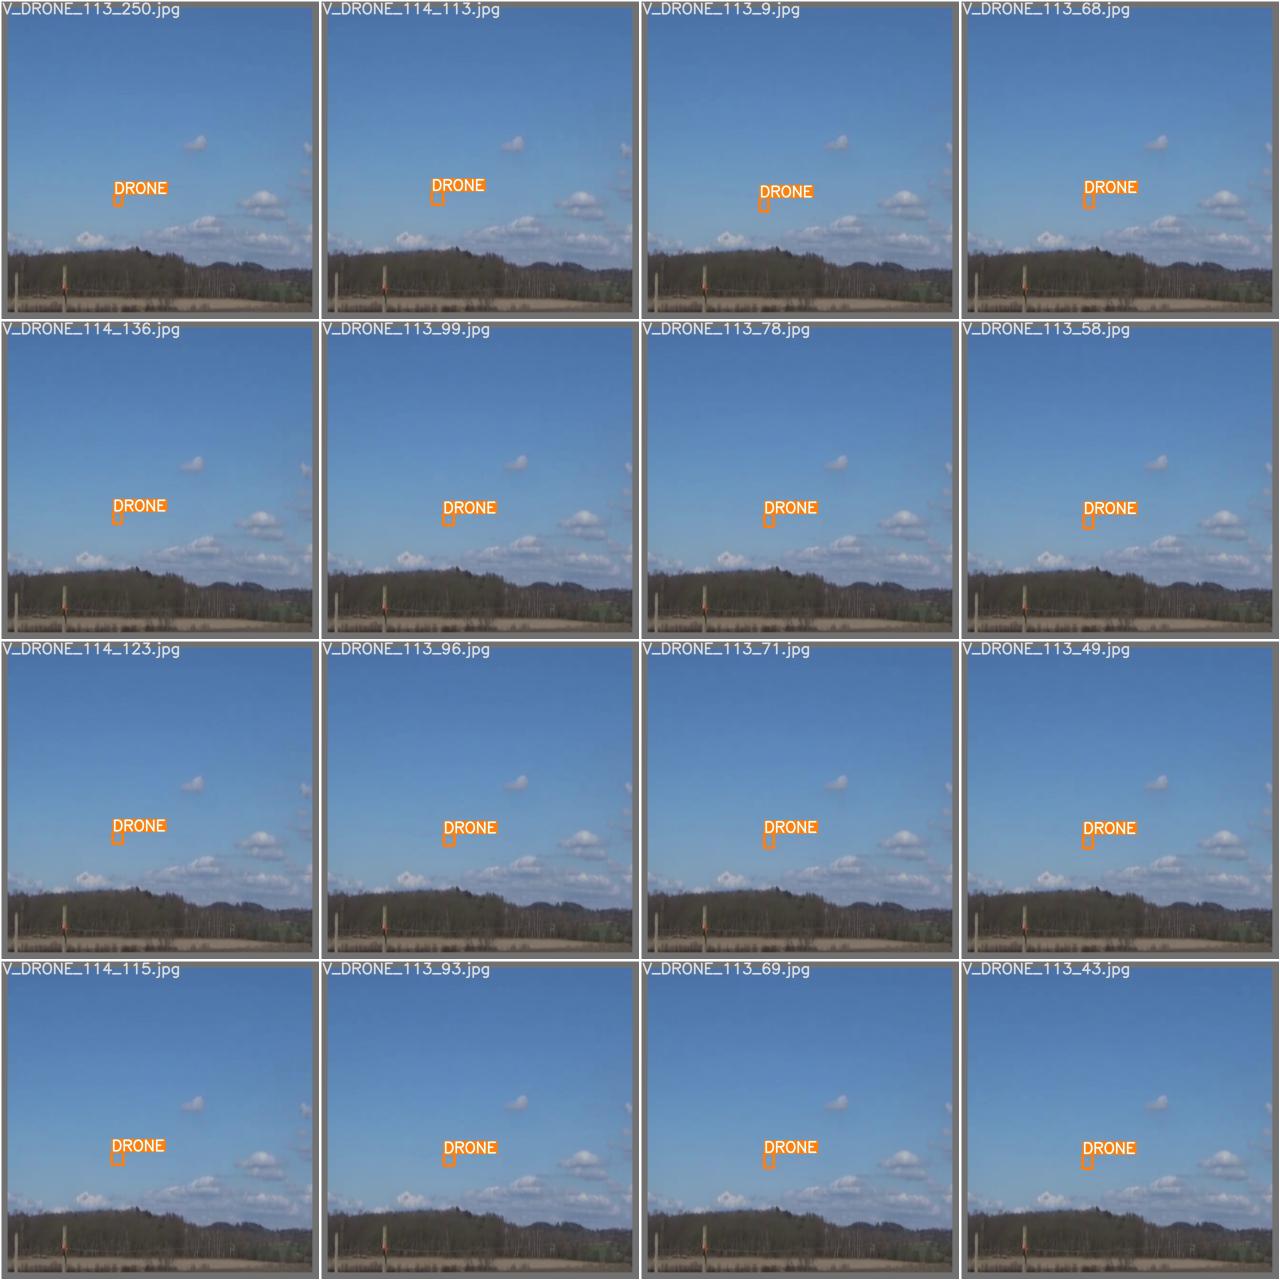 V_DRONE_113_250.jpg
V_DRONE_114_113.jpg
V_DRONE_113_9.jpg
V_DRONE_113_68.jpg
DRONE
DRONE
DRONE
DRONE
V_DRONE_114_136.jpg
V_DRONE_113_99.jpg
V_DRONE_113_78.jpg
V_DRONE_113_58.jpg
DRONE
DRONE
DRONE
DRONE
V_DRONE_114_123.jpg
V_DRONE_113_96.jpg
V_DRONE_113_71.jpg
V_DRONE_113_49.jpg
DRONE
DRONE
DRONE
DRONE
V_DRONE_114_115.jpg
V_DRONE_113_93.jpg
V_DRONE_113_69.jpg
V_DRONE_113_43.jpg
DRONE
DRONE
DRONE
DRONE